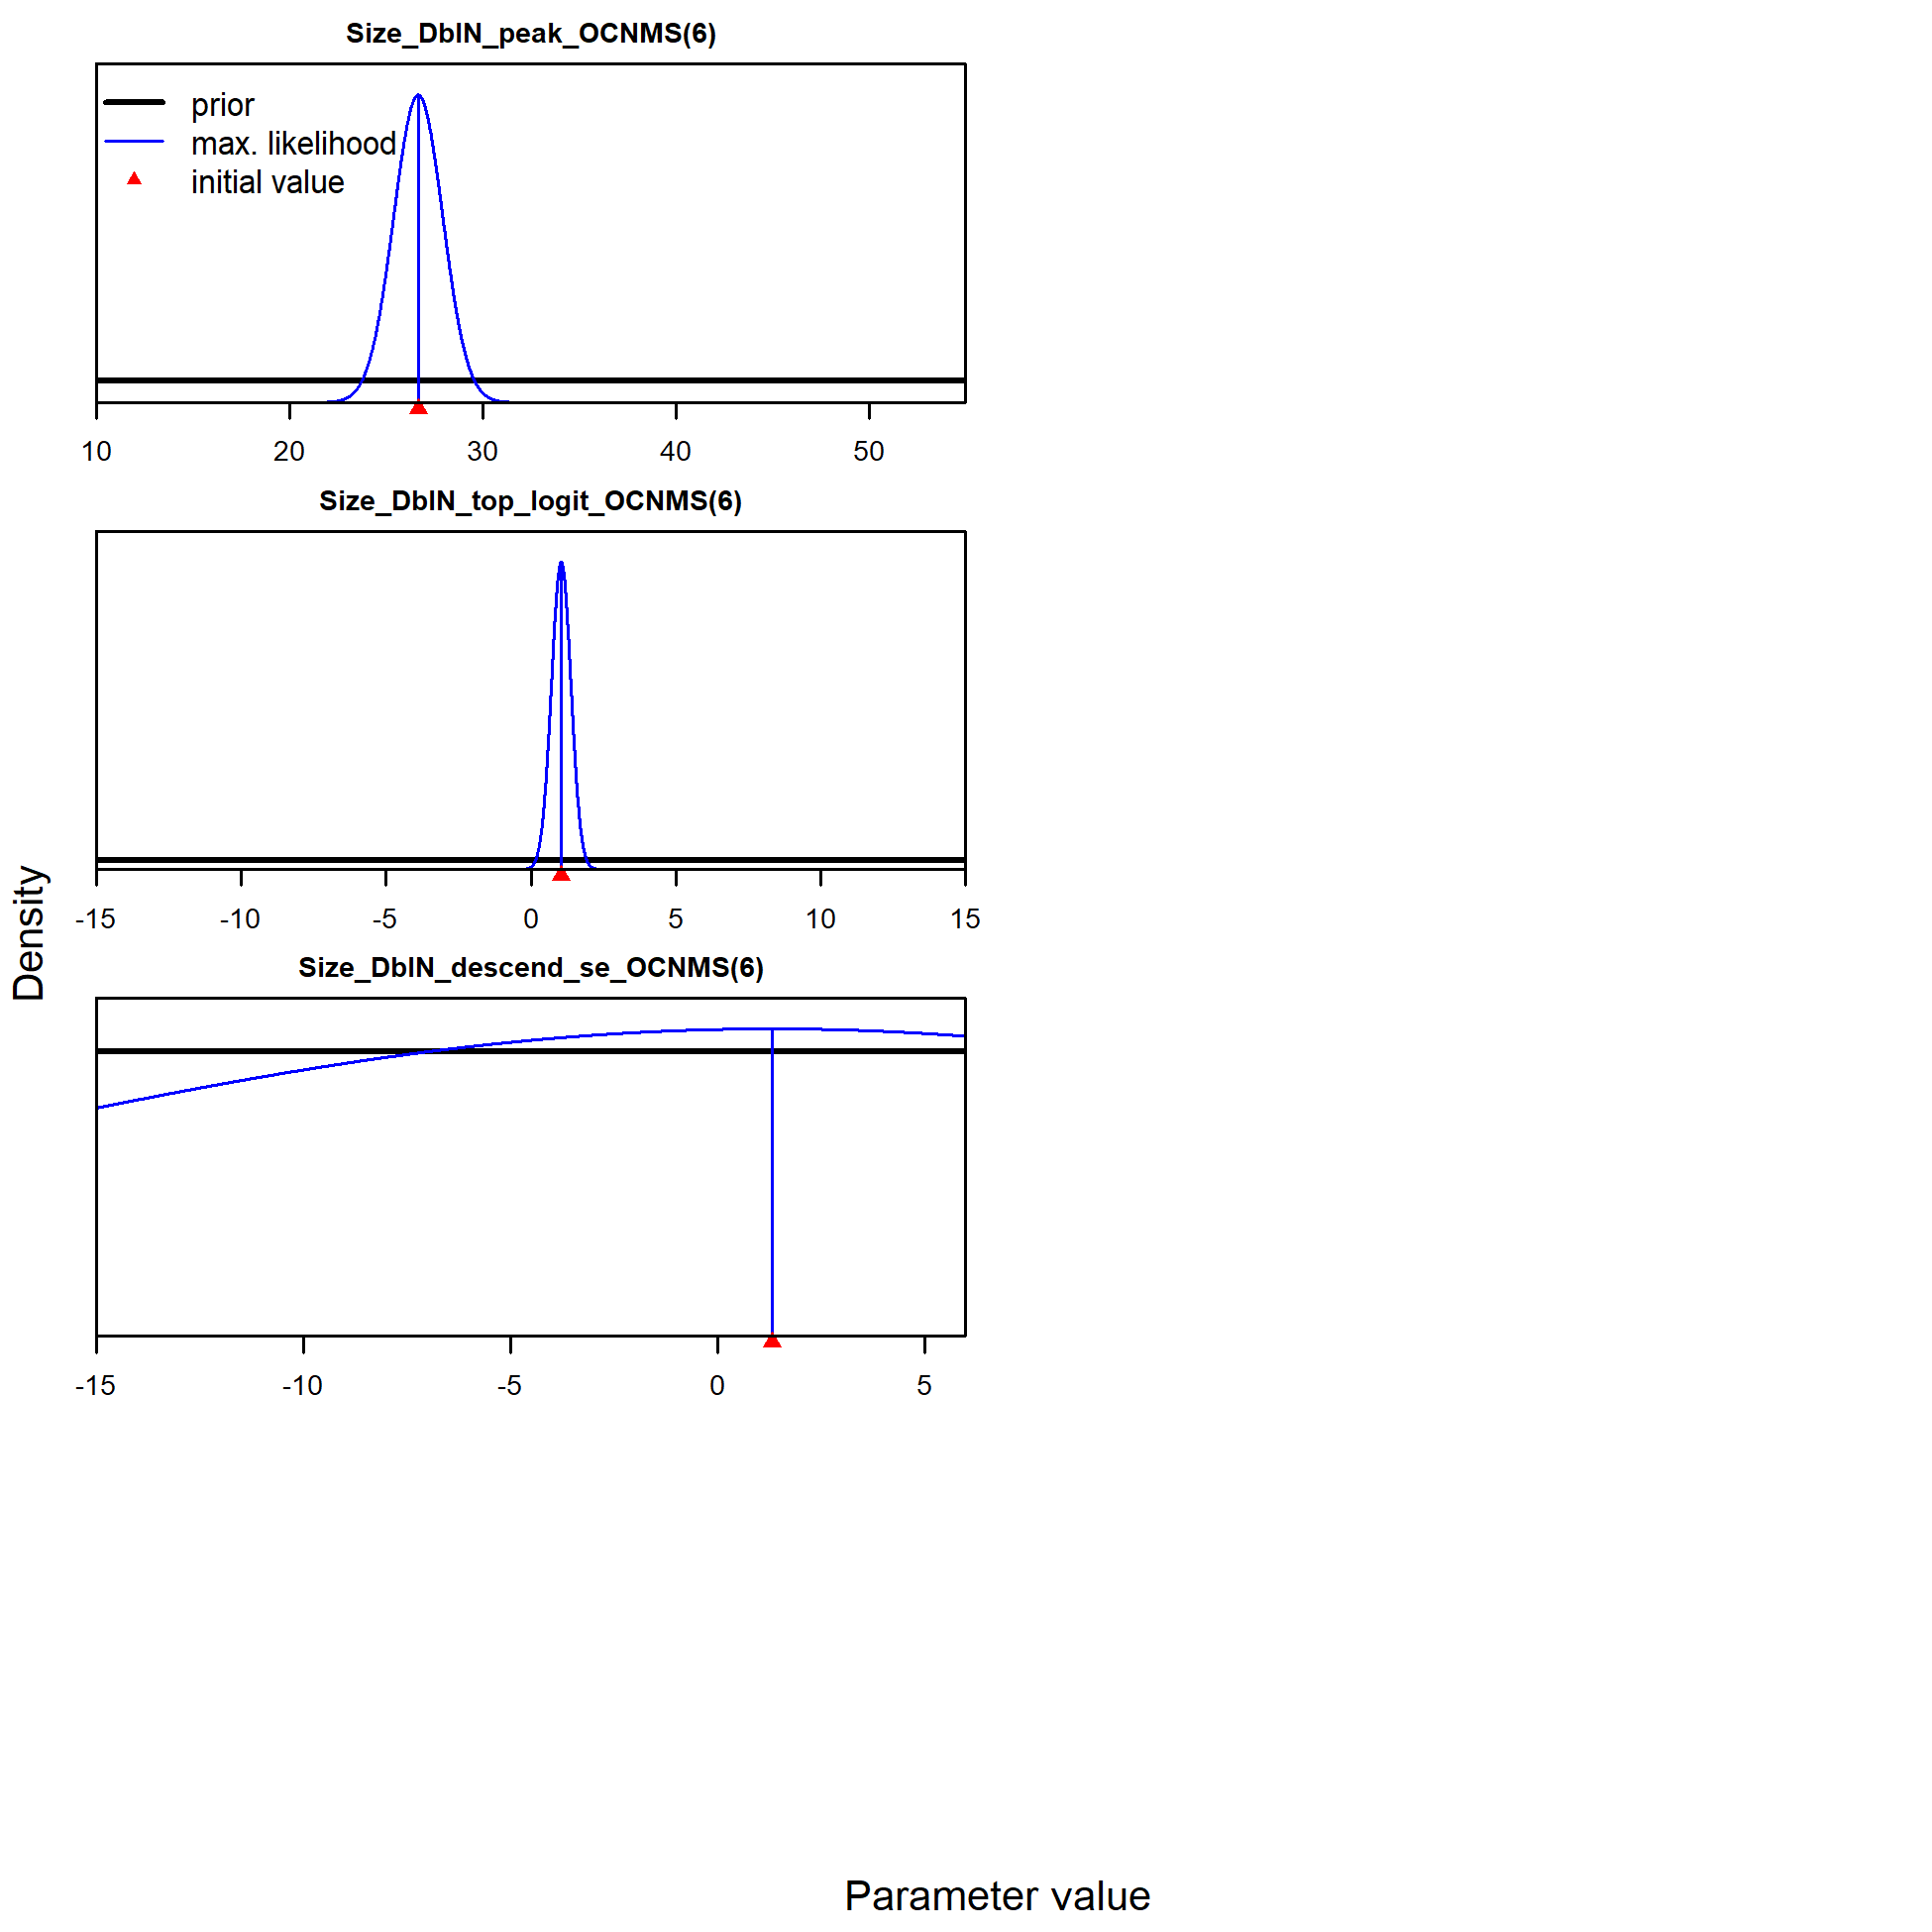 Size_DblN_peak_OCNMS(6)
prior
max. likelihood
initial value
10 20 30 40 50
Size_DblN_top_logit_OCNMS(6)
-15 -10 -5 0 5 10 15
Size_DblN_descend_se_OCNMS(6)
-15 -10 -5 0 5
Density
Parameter value